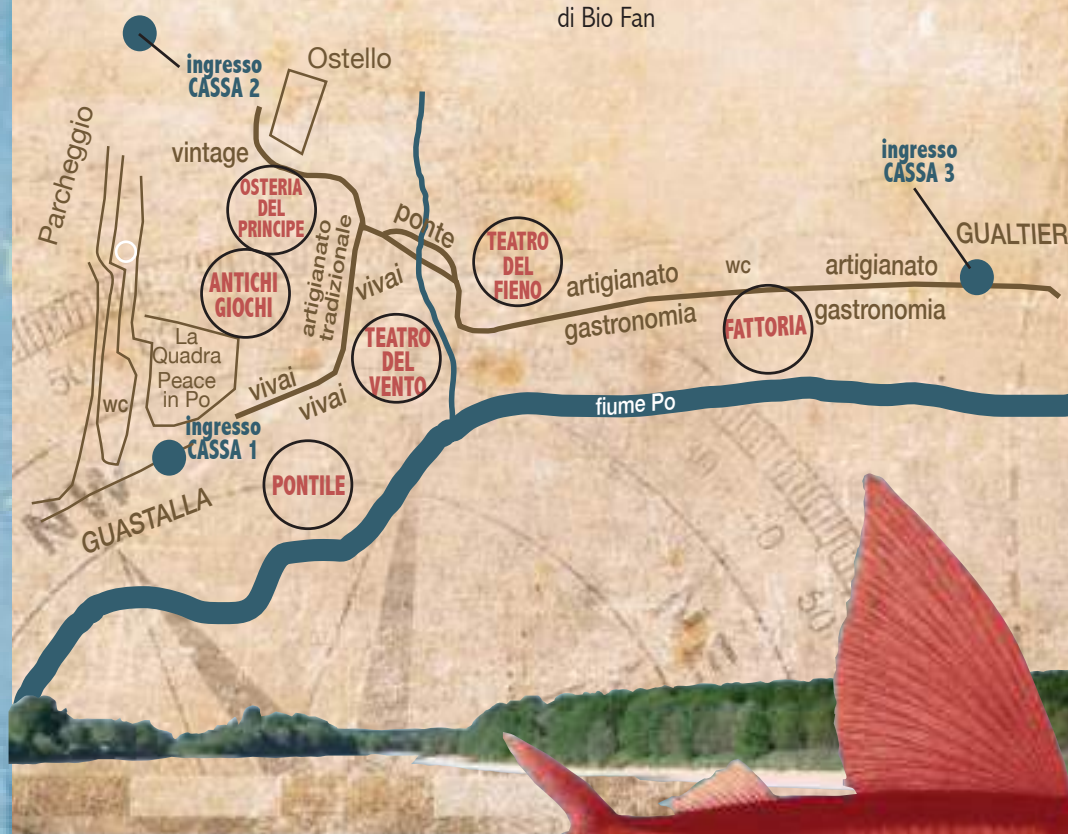 di Bio Fan
ingresso
CASSA 2
Ostello
Parcheggio
vintage
OSTERIA
DEL
PRINCIPE
ANTICHI
GIOCHI
artigianato
tradizionale
vivai
ponte
TEATRO
DEL
FIENO
artigianato
wc
artigianato
ingresso
CASSA 3
GUALTIER
gastronomia
FATTORIA
gastronomia
La
Quadra
Peace
in Po
wc
vivai
vivai
TEATRO
DEL
VENTO
fiume Po
ingresso
CASSA 1
PONTILE
GUASTALLA